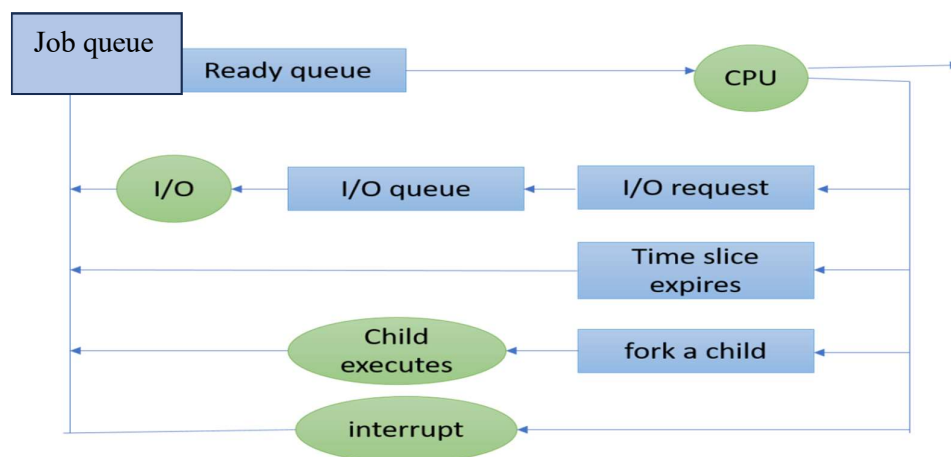 Job queue
Ready queue
CPU
I/O
I/O queue
I/O request
Time slice
expires
Child
executes
fork a child
interrupt